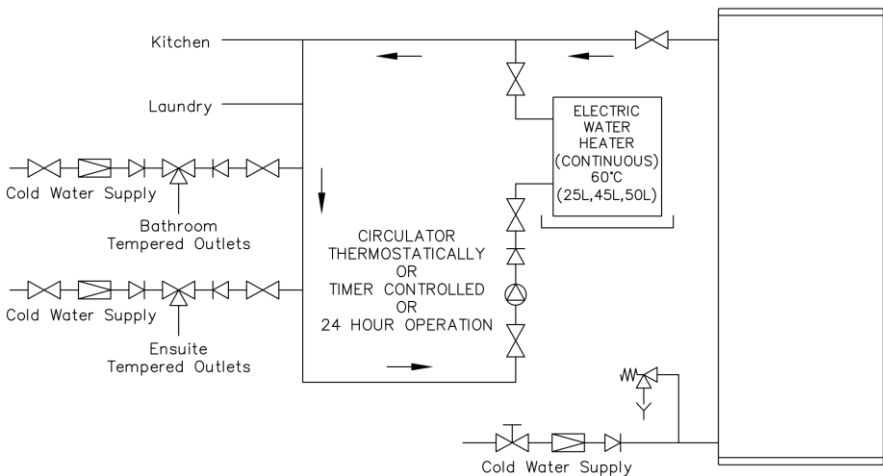 Kitchen
Laundry
Cold Water Supply
Bathroom
Tempered Outlets
Cold Water Supply
Ensuite
Tempered Outlets
CIRCULATOR
THERMOSTATICALLY
OR
TIMER CONTROLLED
OR
24 HOUR OPERATION
ELECTRIC
WATER
HEATER
(CONTINUOUS)
60°C
(25L,45L,50L)
Cold Water Supply